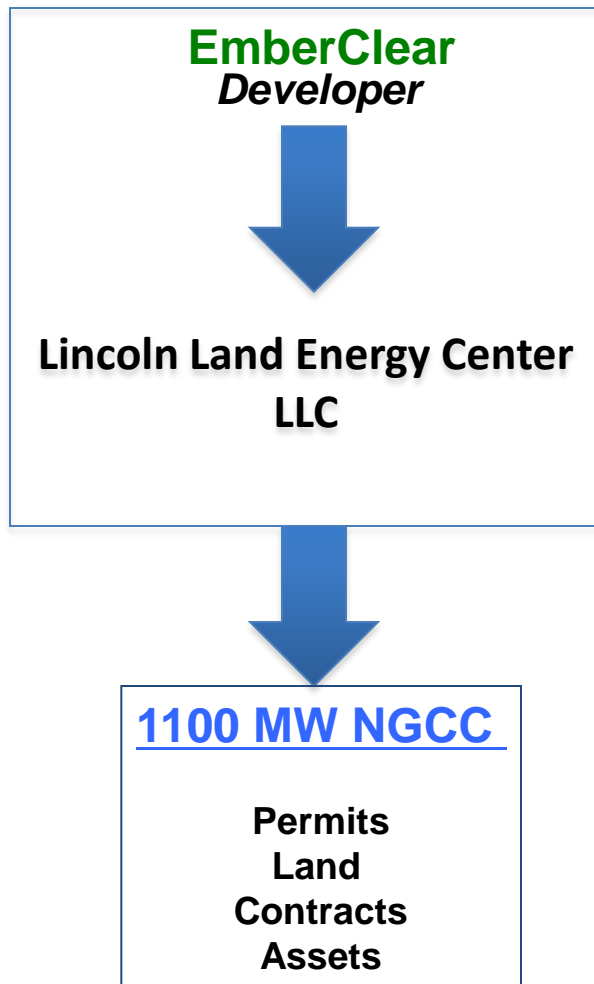 EmberClear
Developer
Lincoln Land Energy Center
LLC
1100 MW NGCC
Permits
Land
Contracts
Assets